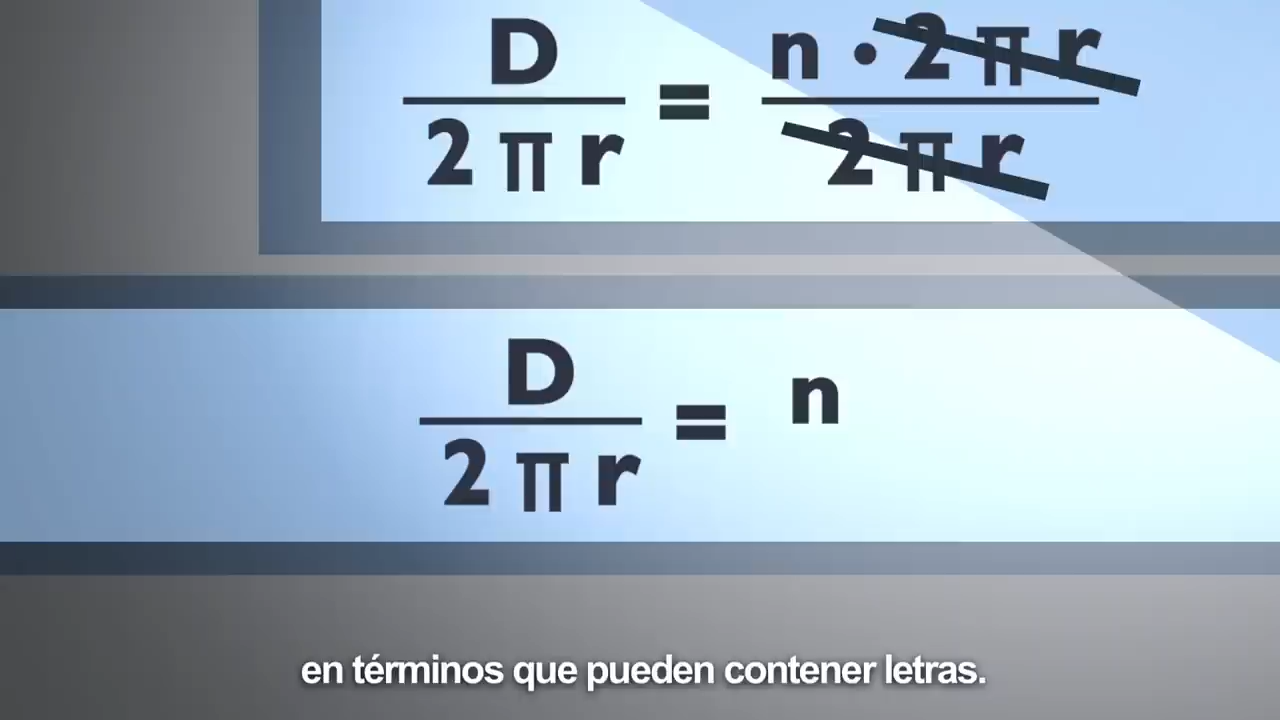 D/2πr = n · 2πr/2πr
D/2πr = n
en términos que pueden contener letras.